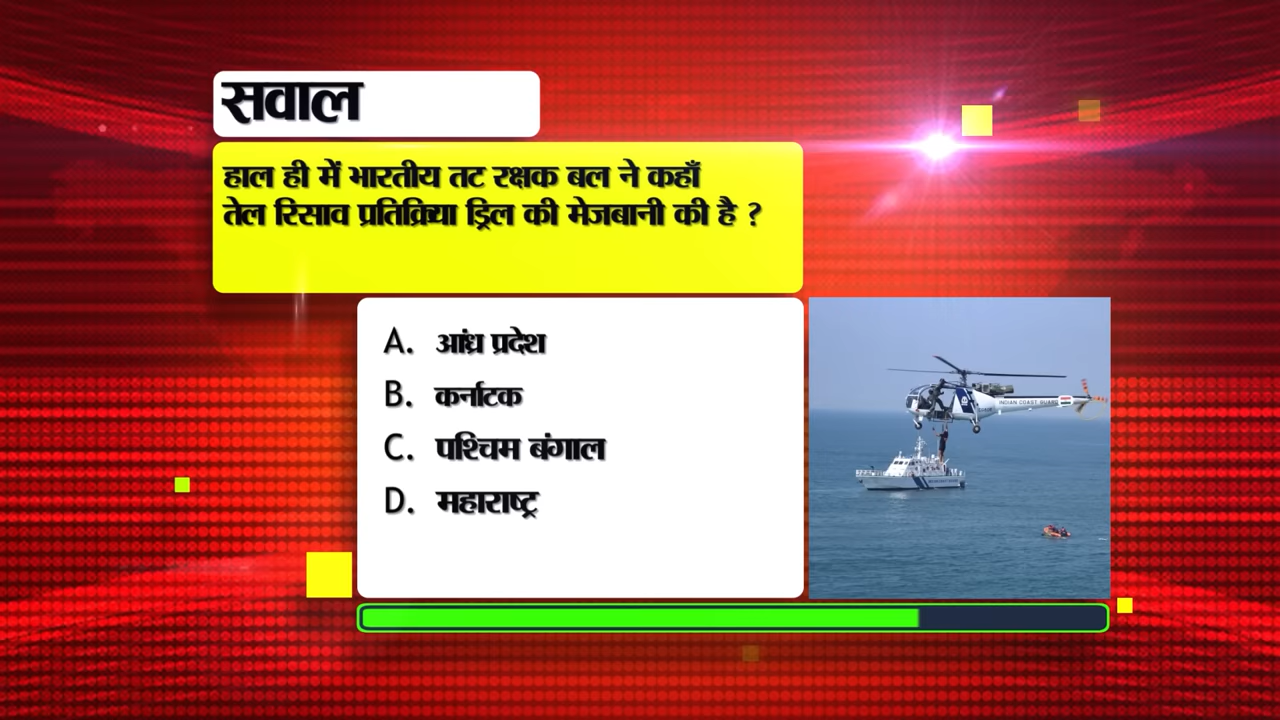 सवाल
हाल ही में भारतीय तट रक्षक बल ने कहाँ
तेल रिसाव प्रतिक्रिया ड्रिल की मेजबानी की है ?
A. आंध्र प्रदेश
B. कर्नाटक
C. पश्चिम बंगाल
D. महाराष्ट्र
INDIAN COAST GUARD